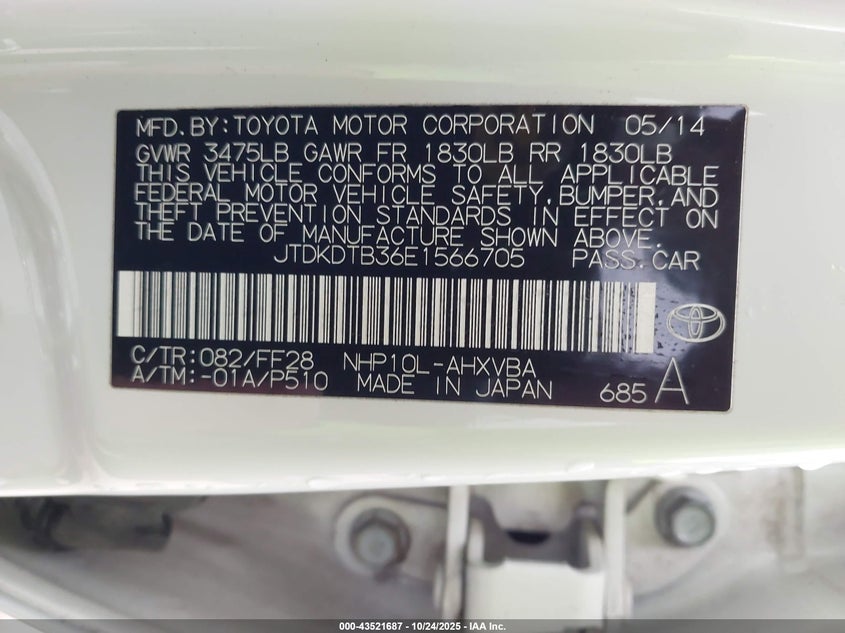 MFD.BY:TOYOTA MOTOR CORPORATION 05/14
GVWR 3475LB GAWR FR 1830LB RR 1830LB
THIS VEHICLE CONFORMS TO ALL APPLICABLE
FEDERAL MOTOR VEHICLE SAFETY,BUMPER,AND
THEFT PREVENTION STANDARDS IN EFFECT ON
THE DATE OF MANUFACTURE SHOWN ABOVE.
JTDKDTB36E1566705 PASS.CAR
C/TR:082/FF28 NHP10L-AHXVBA
A/TM:-01A/P510 MADE IN JAPAN 685 A
000-43521687 - 10/24/2025 - IAA Inc.